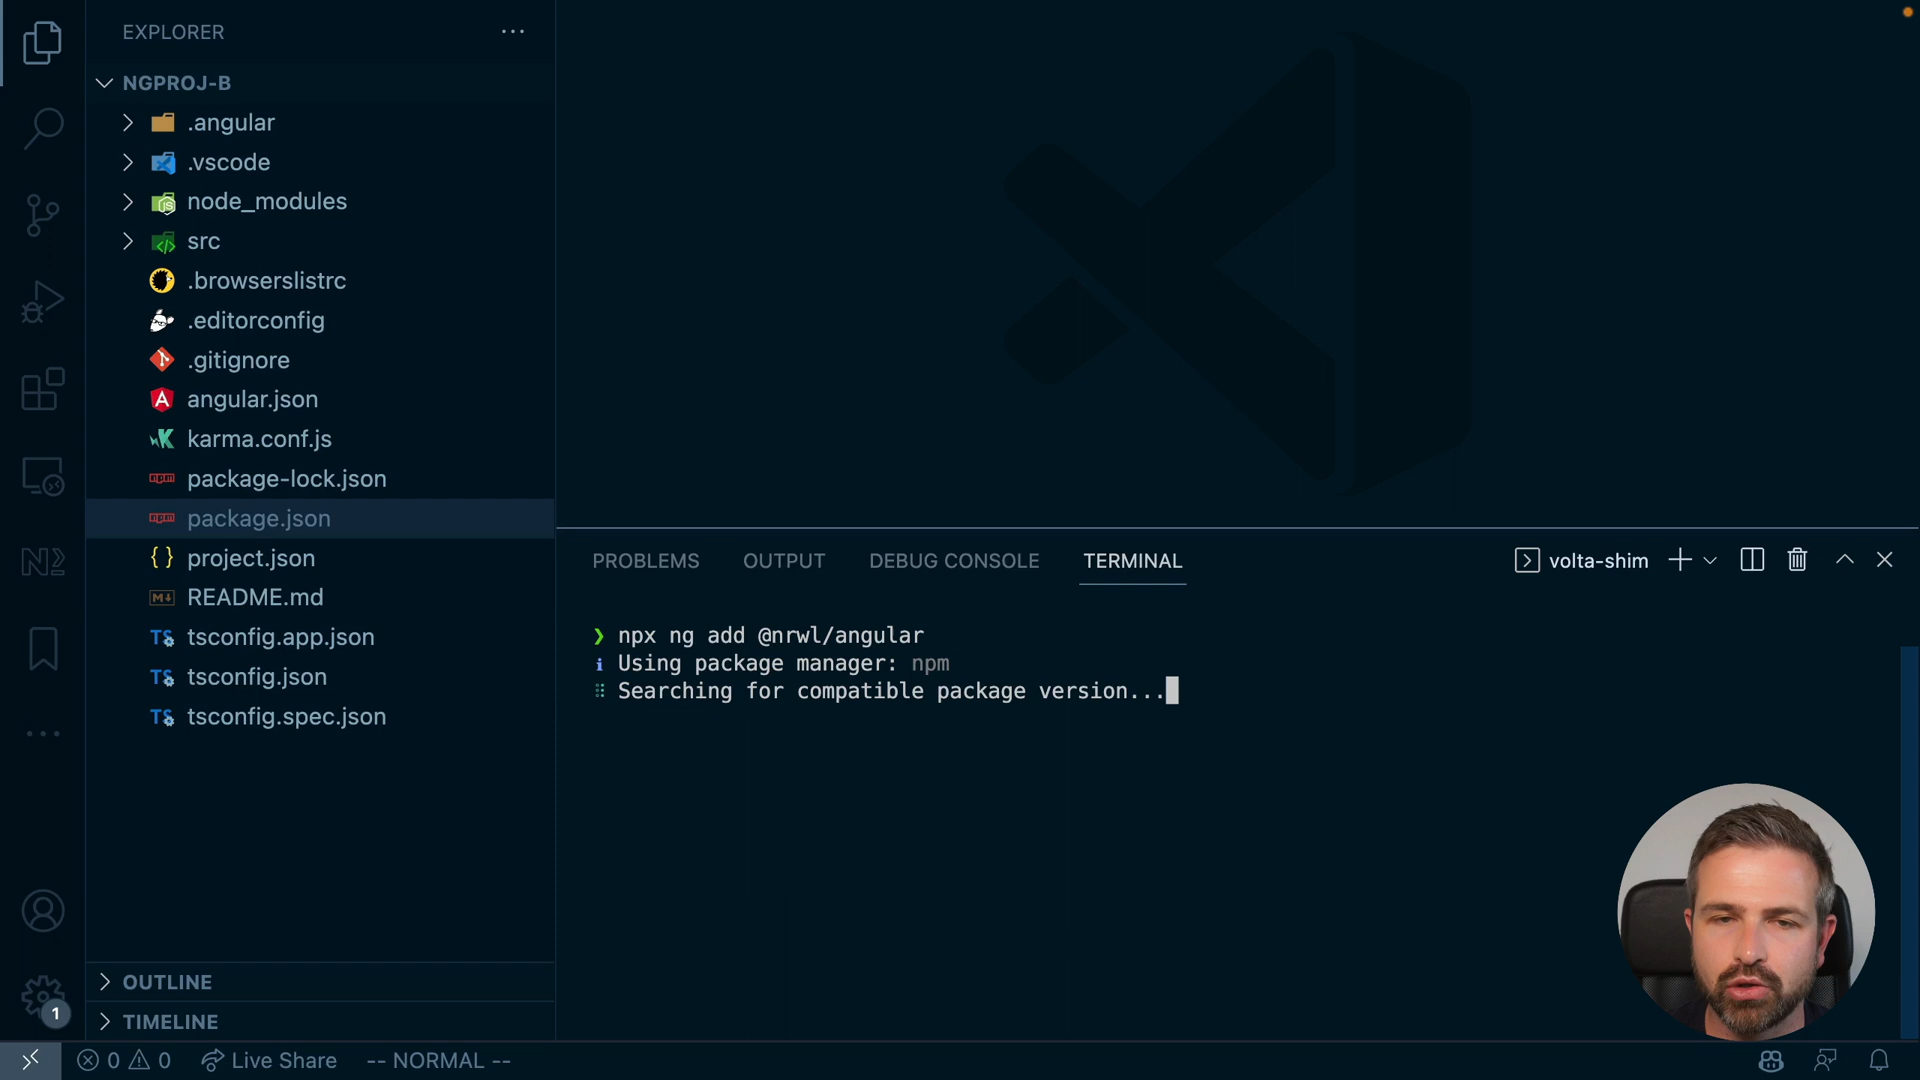 EXPLORER
NGPROJ-B
.angular
.vscode
node_modules
src
.browserslistrc
.editorconfig
.gitignore
angular.json
karma.conf.js
package-lock.json
package.json
project.json
README.md
tsconfig.app.json
tsconfig.json
tsconfig.spec.json
OUTLINE
TIMELINE
PROBLEMS OUTPUT DEBUG CONSOLE TERMINAL volta-shim
❯ npx ng add @nrwl/angular
i Using package manager: npm
⠿ Searching for compatible package version...
1
0 0 Live Share -- NORMAL --